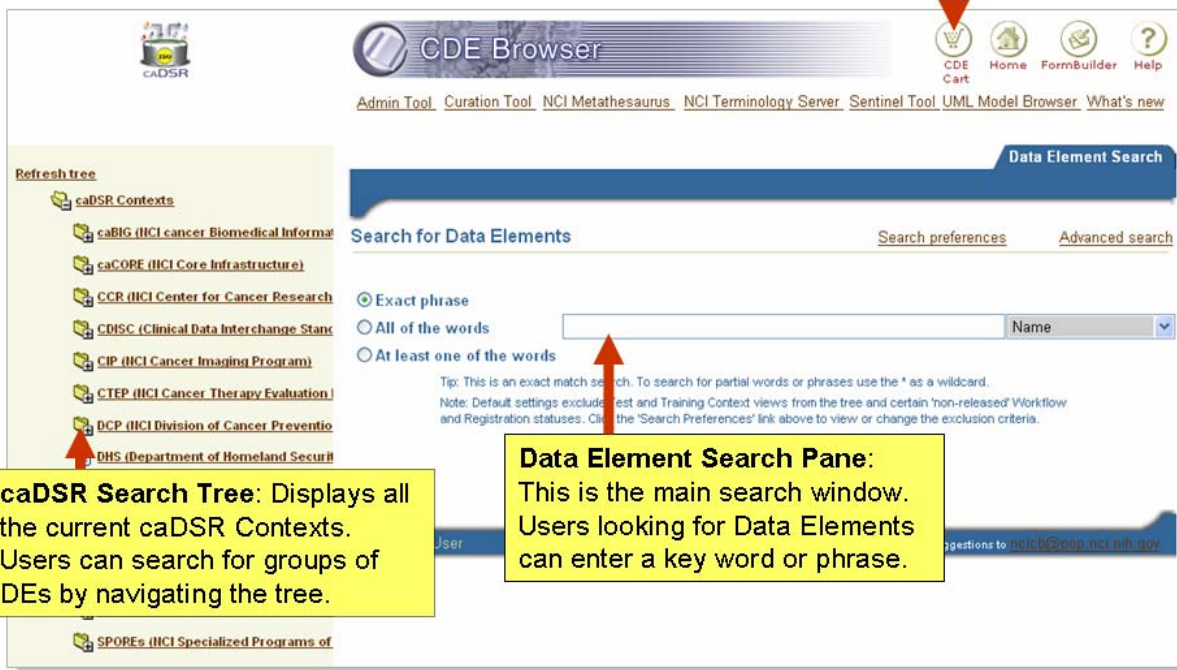 caDSR
CDE Browser
CDE Cart
Home
FormBuilder
Help
Admin Tool Curation Tool NCI Metathesaurus NCI Terminology Server Sentinel Tool UML Model Browser What's new
Data Element Search
Refresh tree
caDSR Contexts
caBIG (NCI cancer Biomedical Informat
caCORE (NCI Core Infrastructure)
CCR (NCI Center for Cancer Research
CDISC (Clinical Data Interchange Stand
CIP (NCI Cancer Imaging Program)
CTEP (NCI Cancer Therapy Evaluation
DCP (NCI Division of Cancer Preventio
DHS (Department of Homeland Securit
Search for Data Elements
Search preferences
Advanced search
Exact phrase
All of the words
Name
At least one of the words
Tip: This is an exact match search. To search for partial words or phrases use the * as a wildcard.
Note: Default settings exclude Test and Training Context views from the tree and certain 'non-released' Workflow
and Registration statuses. Click the 'Search Preferences' link above to view or change the exclusion criteria.
caDSR Search Tree: Displays all
the current caDSR Contexts.
Users can search for groups of
DEs by navigating the tree.
Data Element Search Pane:
This is the main search window.
Users looking for Data Elements
can enter a key word or phrase.
User
ggestions to ncicb@pop.nci.nih.gov
SPOREs (NCI Specialized Programs of